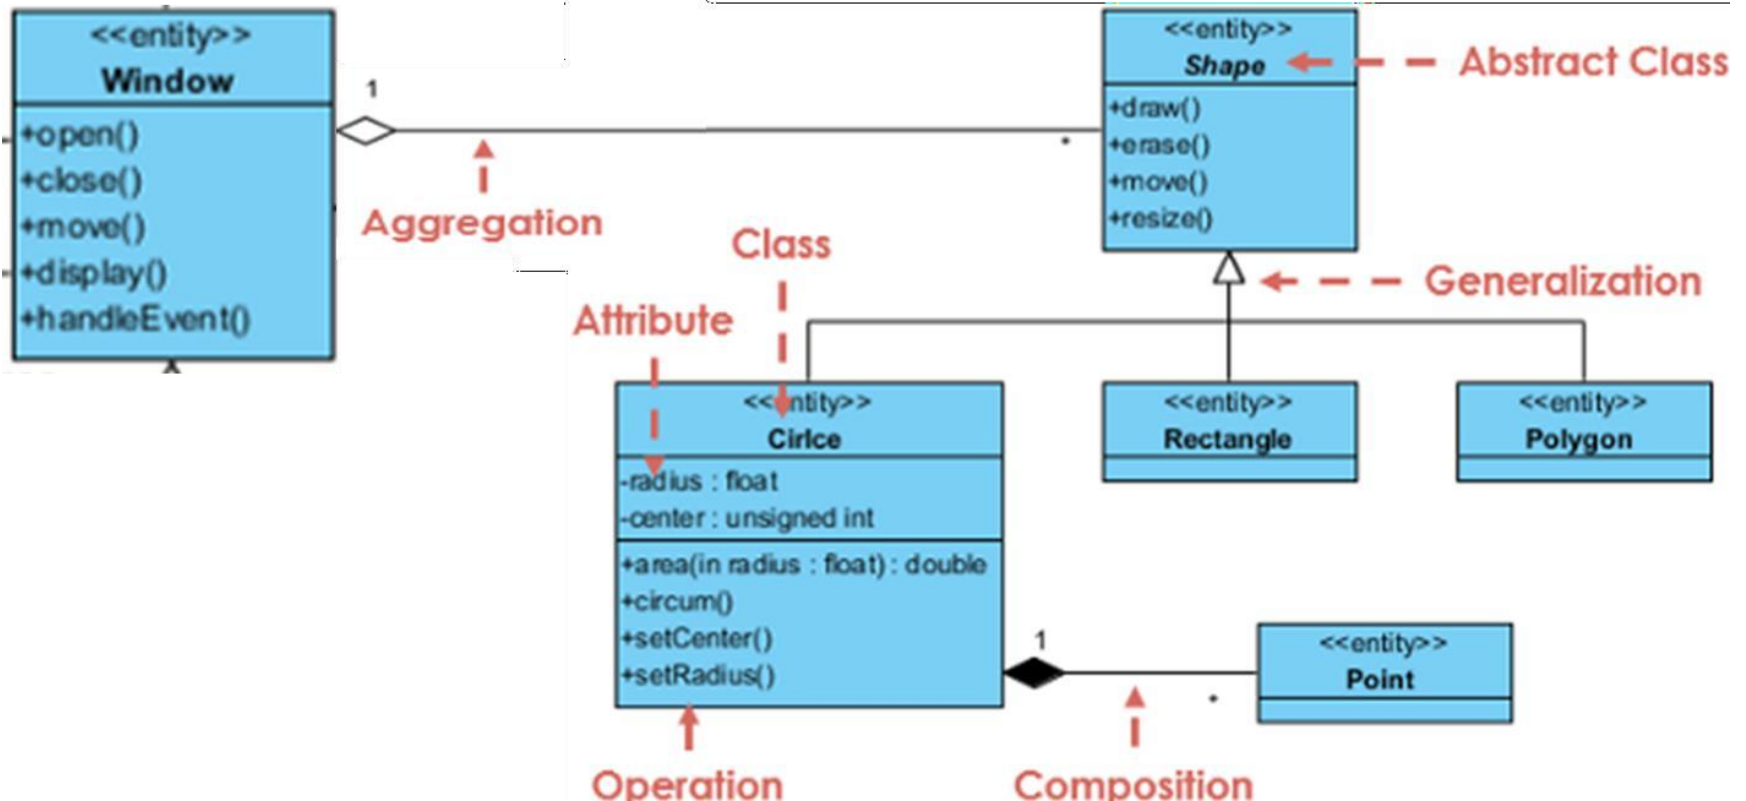 <<entity>>
Window
+open()
+close()
+move()
+display()
+handleEvent()
1
*
Aggregation
<<entity>>
Shape
+draw()
+erase()
+move()
+resize()
Abstract Class
Generalization
Class
Attribute
<<entity>>
Cirlce
-radius : float
-center : unsigned int
+area(in radius : float) : double
+circum()
+setCenter()
+setRadius()
<<entity>>
Rectangle
<<entity>>
Polygon
1
*
<<entity>>
Point
Operation
Composition